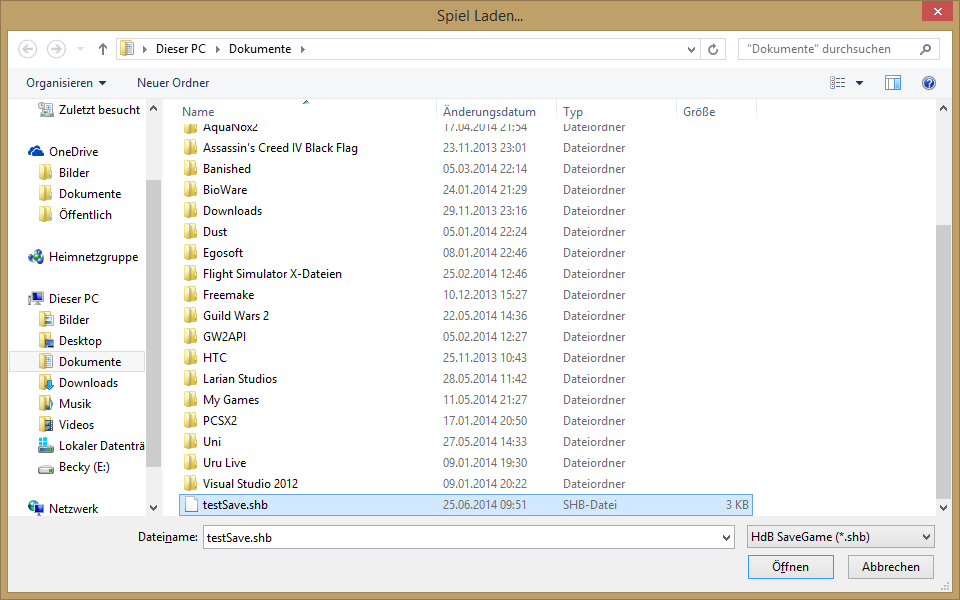 Spiel Laden...
Dieser PC Dokumente
"Dokumente" durchsuchen
Organisieren Neuer Ordner
Zuletzt besucht
OneDrive
Bilder
Dokumente
Öffentlich
Heimnetzgruppe
Dieser PC
Bilder
Desktop
Dokumente
Downloads
Musik
Videos
Lokaler Datenträ
Becky (E:)
Netzwerk
Name Änderungsdatum Typ Größe
AquaNox2 17.04.2014 21:54 Dateiordner
Assassin's Creed IV Black Flag 23.11.2013 23:01 Dateiordner
Banished 05.03.2014 22:14 Dateiordner
BioWare 24.01.2014 21:29 Dateiordner
Downloads 29.11.2013 23:16 Dateiordner
Dust 05.01.2014 22:24 Dateiordner
Egosoft 08.01.2014 22:46 Dateiordner
Flight Simulator X-Dateien 25.02.2014 12:46 Dateiordner
Freemake 10.12.2013 15:27 Dateiordner
Guild Wars 2 22.05.2014 14:36 Dateiordner
GW2API 05.02.2014 12:27 Dateiordner
HTC 25.11.2013 10:43 Dateiordner
Larian Studios 28.05.2014 11:42 Dateiordner
My Games 11.05.2014 21:27 Dateiordner
PCSX2 17.01.2014 20:50 Dateiordner
Uni 27.05.2014 14:33 Dateiordner
Uru Live 09.01.2014 19:30 Dateiordner
Visual Studio 2012 09.01.2014 20:22 Dateiordner
testSave.shb 25.06.2014 09:51 SHB-Datei 3 KB
Dateiname: testSave.shb HdB SaveGame (*.shb)
Öffnen Abbrechen